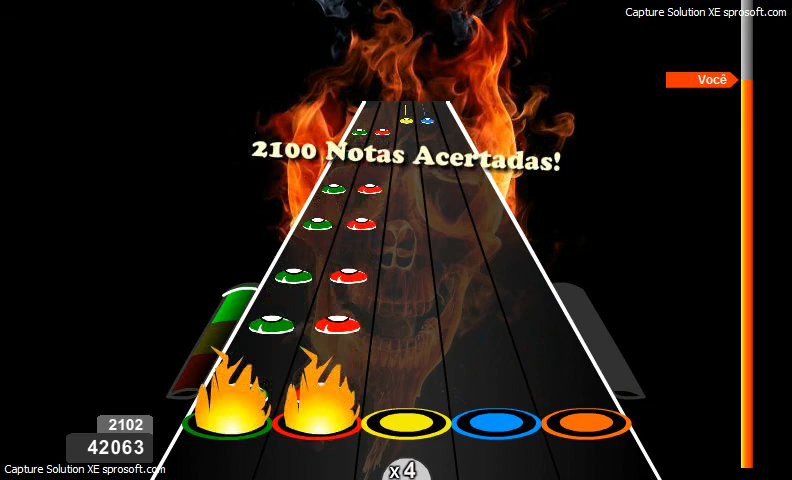 Capture Solution XE sprosoft.com
Você
2100 Notas Acertadas!
2102
42063
x4
Capture Solution XE sprosoft.com